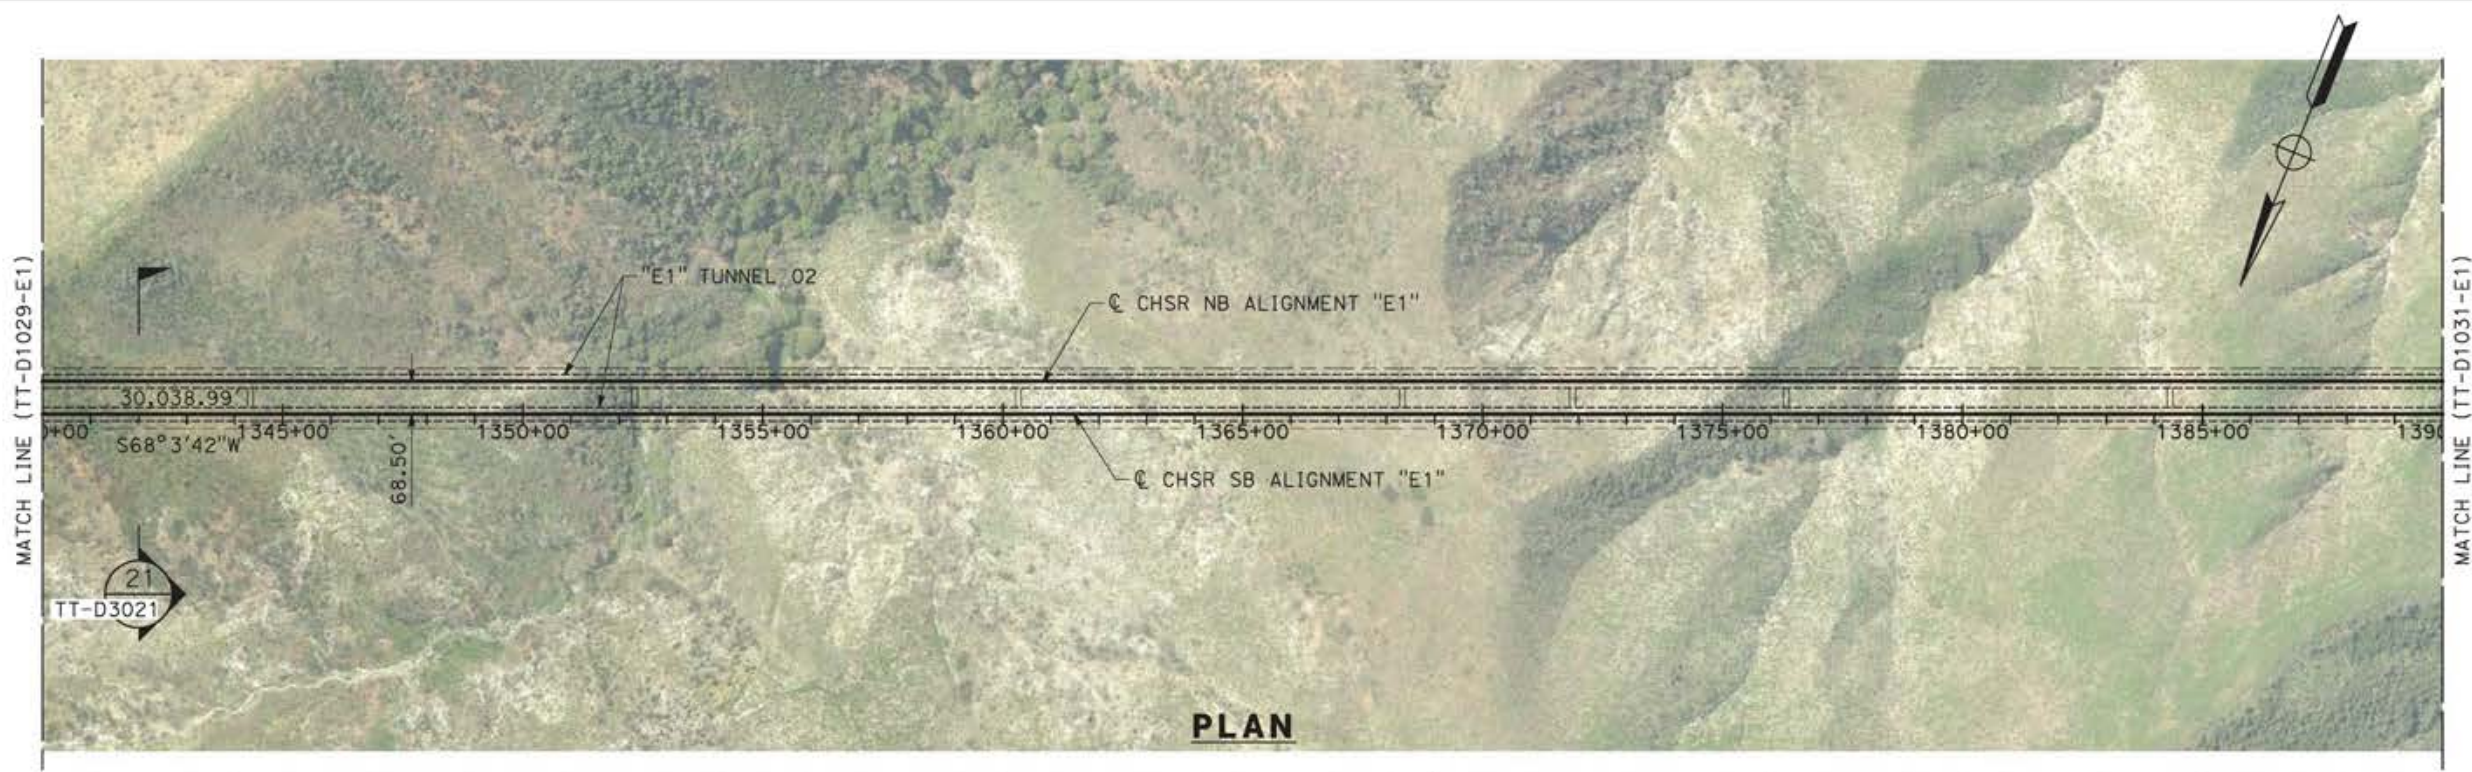 MATCH LINE (TT-D1029-E1)
"E1" TUNNEL 02
℄ CHSR NB ALIGNMENT "E1"
30,038.99'
S68°3'42"W
68.50'
0+00 1345+00 1350+00 1355+00 1360+00 1365+00 1370+00 1375+00 1380+00 1385+00 1390
℄ CHSR SB ALIGNMENT "E1"
21
TT-D3021
PLAN
MATCH LINE (TT-D1031-E1)